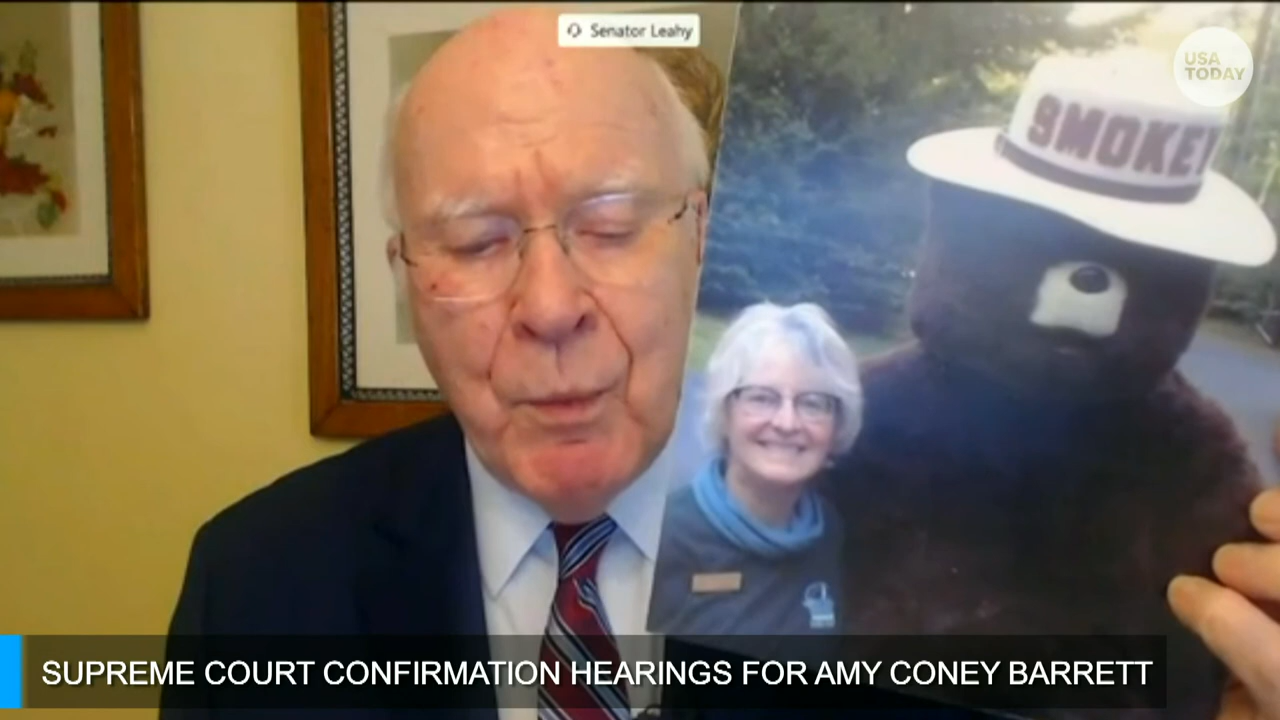 Senator Leahy
USA
TODAY
SMOKEY
SUPREME COURT CONFIRMATION HEARINGS FOR AMY CONEY BARRETT